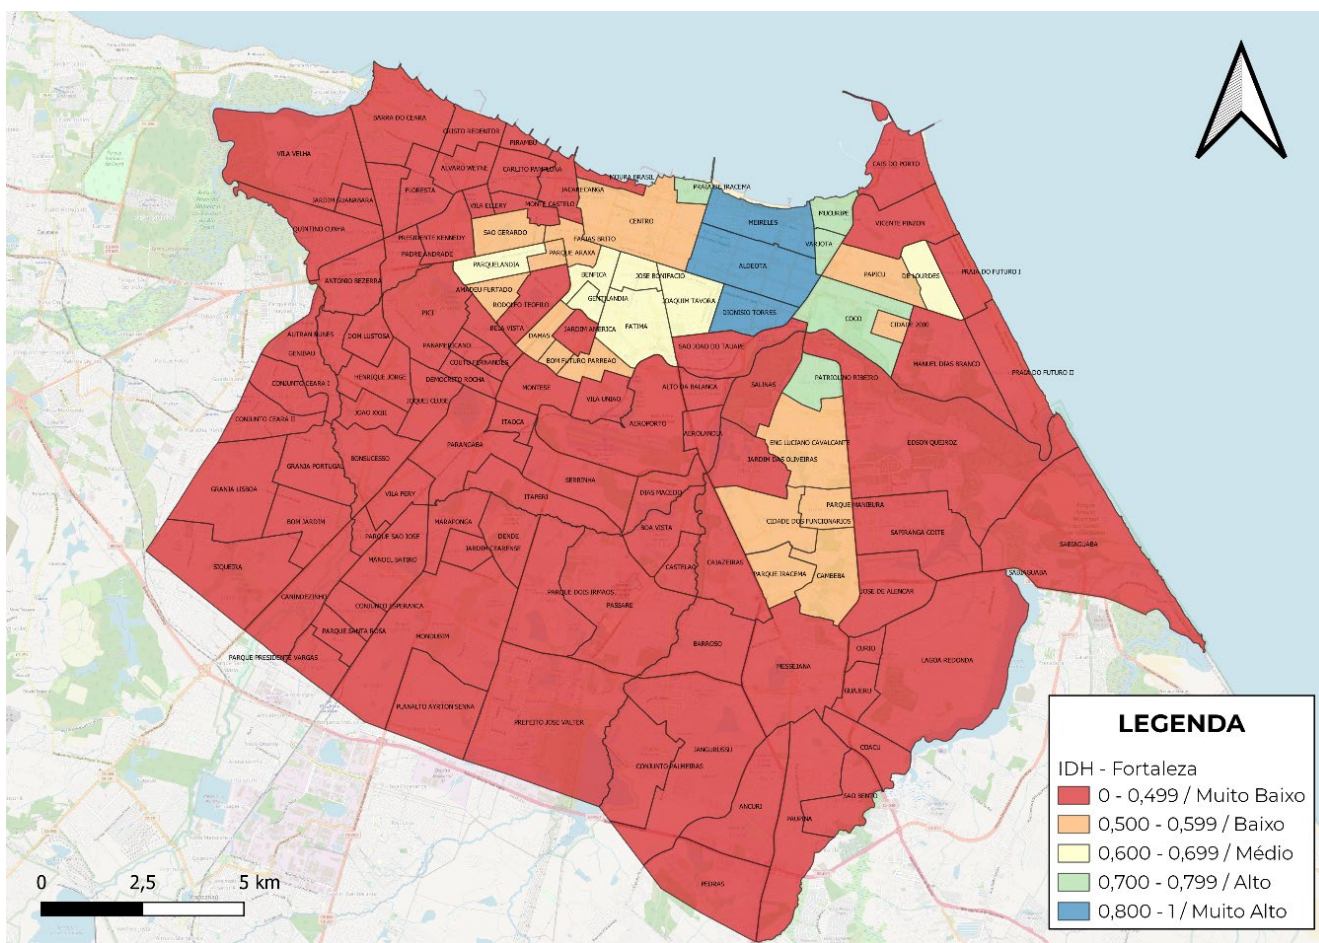 BARRA DO CEARA
CRISTO REDENTOR
PIRAMBU
VILA VELHA
ALVARO WEYNE
CARLITO PAMPLONA
MOURA BRASIL
CAIS DO PORTO
FLORESTA
JACARECANGA
PRAIA DE IRACEMA
JARDIM GUANABARA
VILA ELLERY
MONTE CASTELO
CENTRO
MEIRELES
MUCURIPE
VICENTE PINZON
QUINTINO CUNHA
PRESIDENTE KENNEDY
SAO GERARDO
FARIAS BRITO
VARJOTA
PADRE ANDRADE
PARQUE ARAXA
PARQUELANDIA
ALDEOTA
PAPICU
DE LOURDES
PRAIA DO FUTURO I
ANTONIO BEZERRA
AMADEU FURTADO
BENFICA
JOSE BONIFACIO
RODOLFO TEOFILO
GENTILANDIA
JOAQUIM TAVORA
PICI
BELA VISTA
DIONISIO TORRES
COCO
CIDADE 2000
AUTRAN NUNES
DOM LUSTOSA
DAMAS
JARDIM AMERICA
FATIMA
GENIBAU
PANAMERICANO
SAO JOAO DO TAUAPE
COUTO FERNANDES
BOM FUTURO
PARREAO
MANUEL DIAS BRANCO
PRAIA DO FUTURO II
CONJUNTO CEARA I
HENRIQUE JORGE
DEMOCRITO ROCHA
MONTESE
ALTO DA BALANCA
SALINAS
PATRIOLINO RIBEIRO
JOAO XXIII
JOQUEI CLUBE
VILA UNIAO
CONJUNTO CEARA II
ITAOCA
AEROPORTO
AEROLANDIA
PARANGABA
ENG LUCIANO CAVALCANTE
EDSON QUEIROZ
BONSUCESSO
JARDIM DAS OLIVEIRAS
GRANJA PORTUGAL
GRANJA LISBOA
SERRINHA
VILA PERY
ITAPERI
DIAS MACEDO
PARQUE MANIBURA
BOM JARDIM
MARAPONGA
BOA VISTA
CIDADE DOS FUNCIONARIOS
PARQUE SAO JOSE
DENDE
SAPIRANGA COITE
JARDIM CEARENSE
SABIAGUABA
SIQUEIRA
MANOEL SATIRO
CASTELAO
CAJAZEIRAS
PARQUE IRACEMA
CAMBEBA
SABIAGUABA
CANINDEZINHO
PARQUE DOIS IRMAOS
JOSE DE ALENCAR
CONJUNTO ESPERANCA
PASSARE
PARQUE SANTA ROSA
MONDUBIM
BARROSO
CURIO
PARQUE PRESIDENTE VARGAS
MESSEJANA
LAGOA REDONDA
GUAJERU
PLANALTO AYRTON SENNA
PREFEITO JOSE VALTER
JANGURUSSU
COACU
CONJUNTO PALMEIRAS
SAO BENTO
ANCURI
PAUPINA
PEDRAS
0 2,5 5 km
LEGENDA
IDH - Fortaleza
0 - 0,499 / Muito Baixo
0,500 - 0,599 / Baixo
0,600 - 0,699 / Médio
0,700 - 0,799 / Alto
0,800 - 1 / Muito Alto